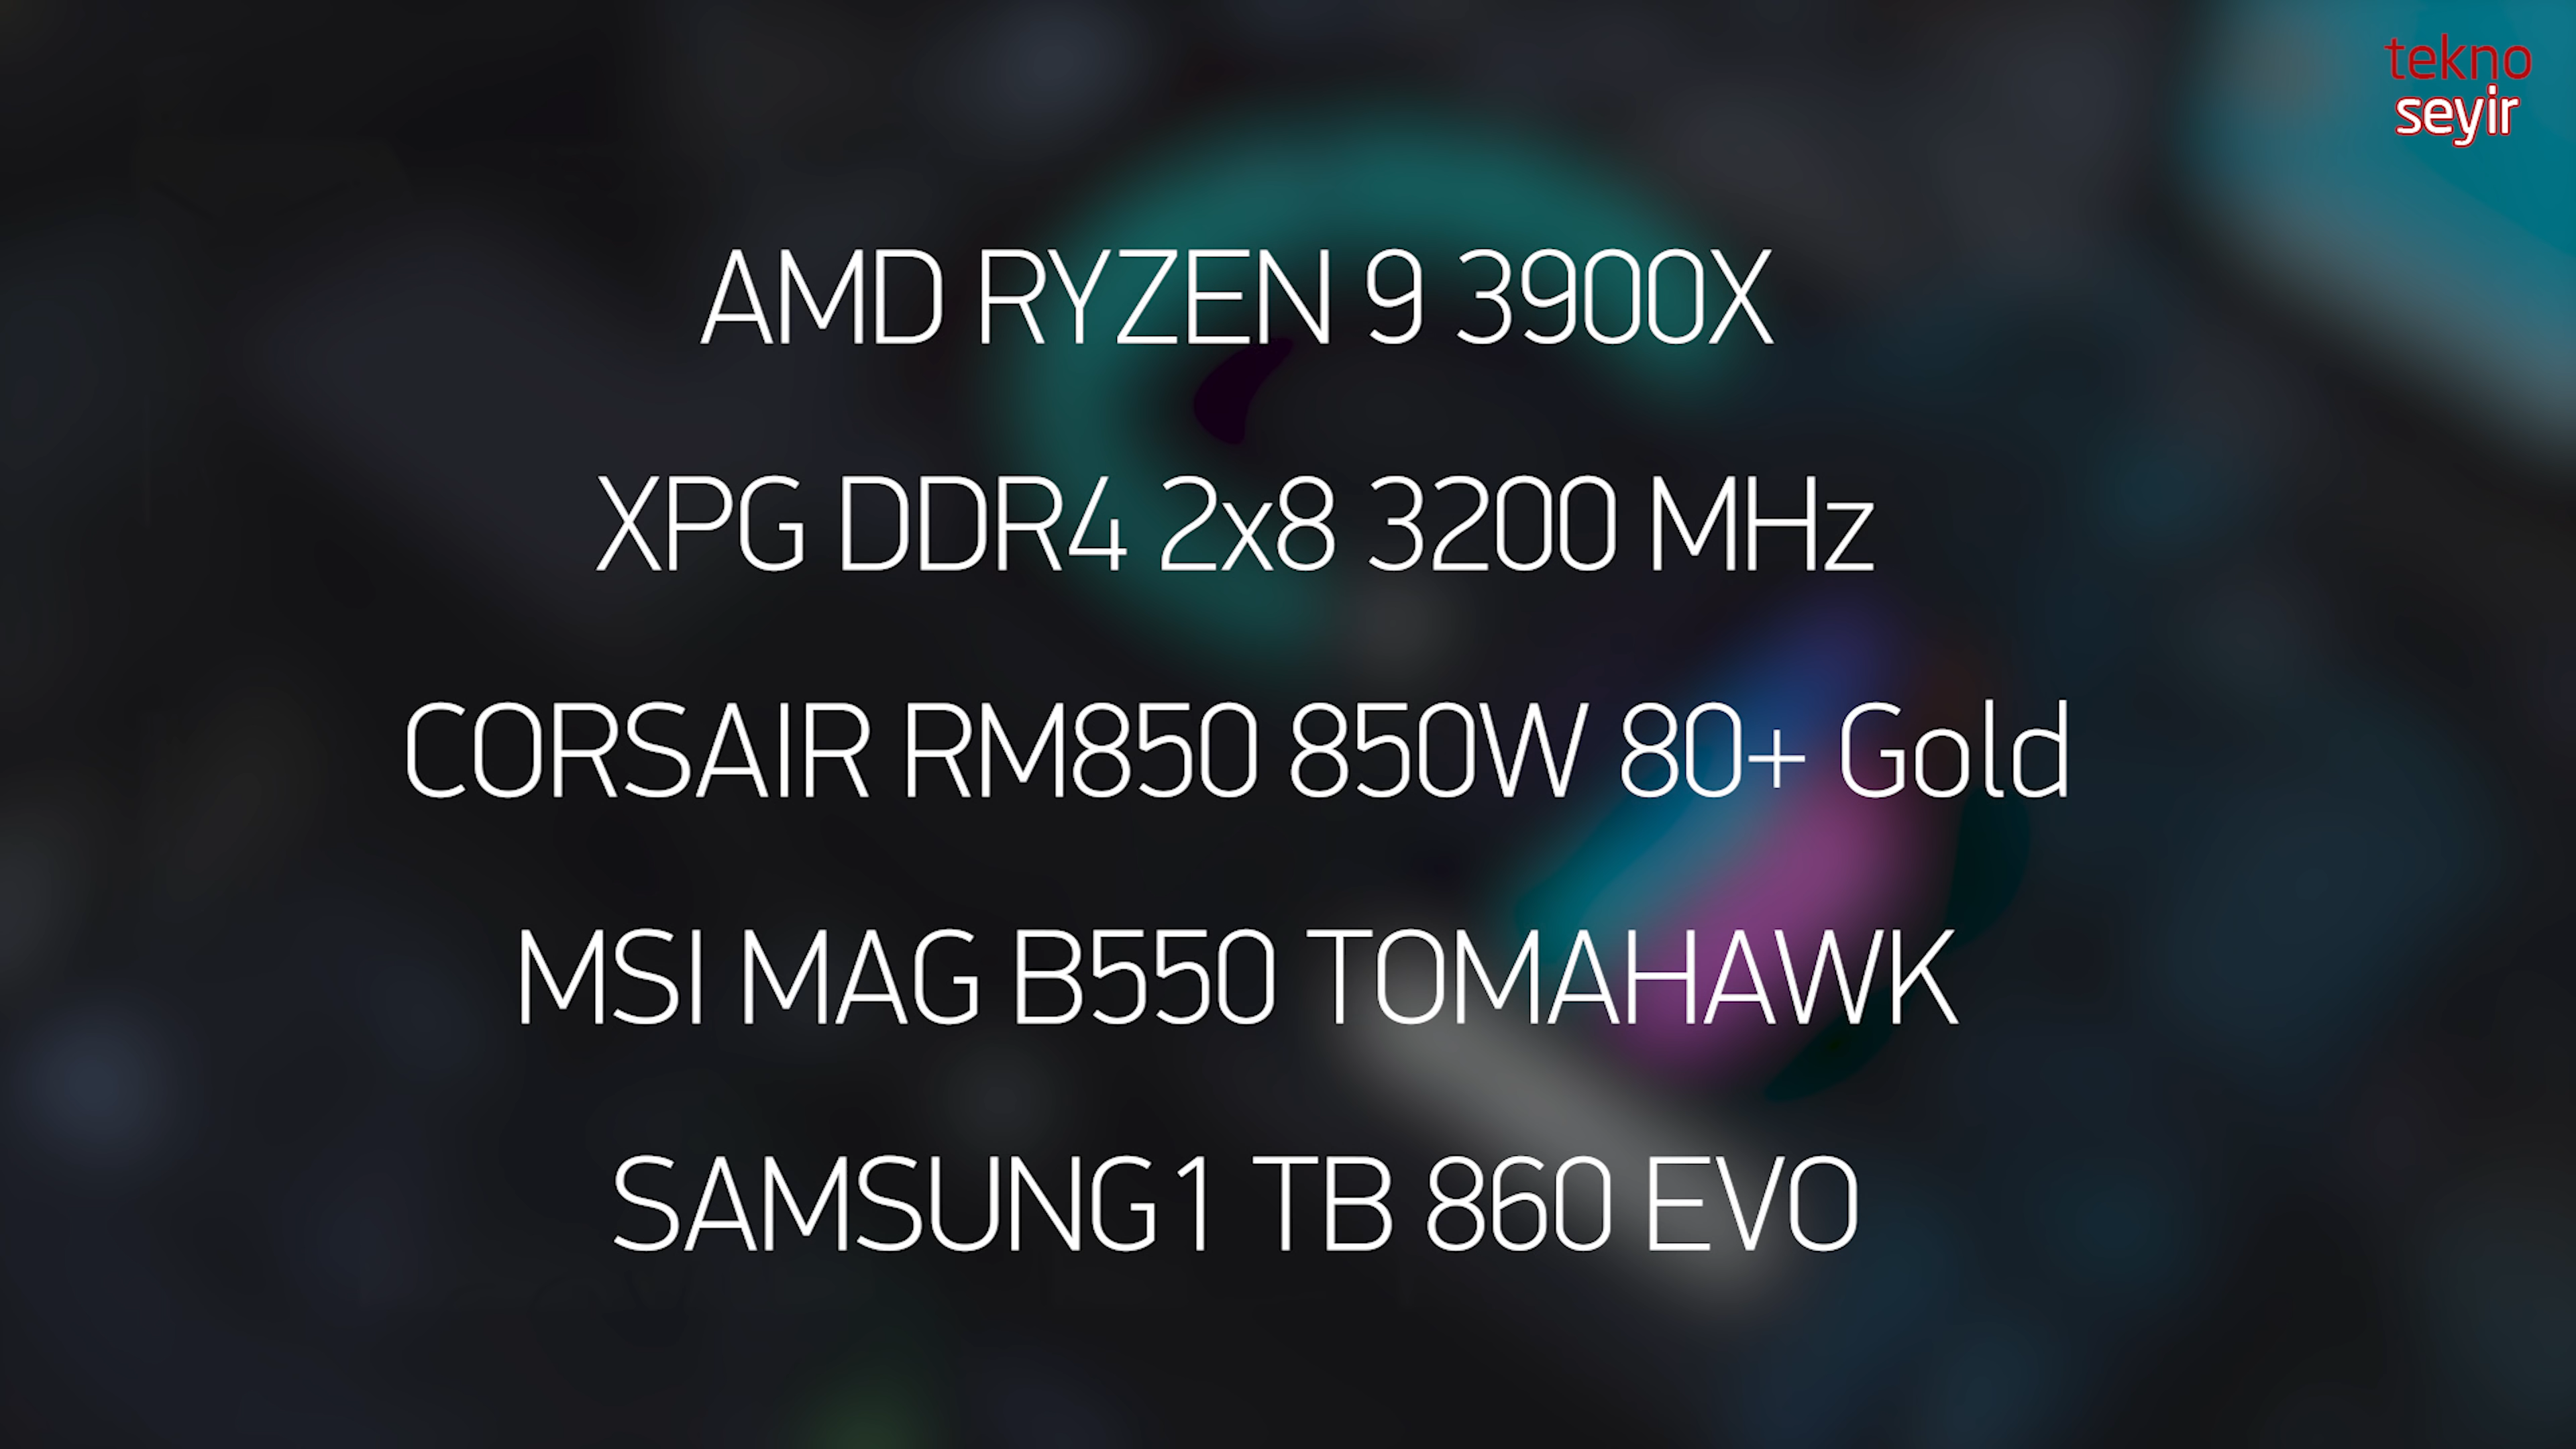 tekno
seyir
AMD RYZEN 9 3900X
XPG DDR4 2x8 3200 MHz
CORSAIR RM850 850W 80+ Gold
MSI MAG B550 TOMAHAWK
SAMSUNG1 TB 860 EVO